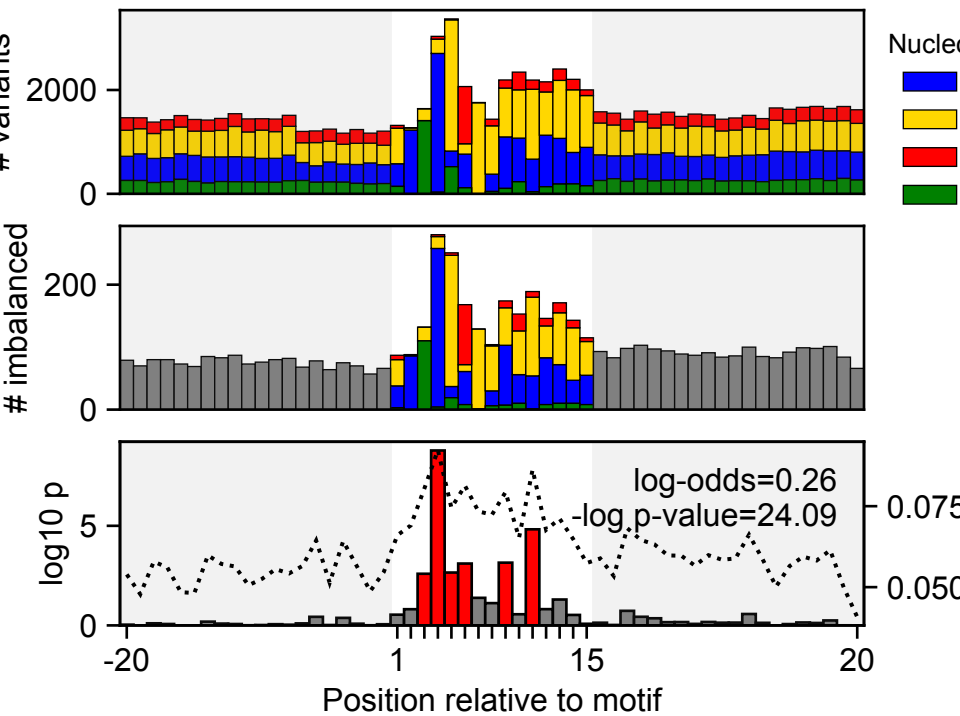 # variants
2000
0
Nucleo
# imbalanced
200
0
log10 p
5
0
log-odds=0.26
-log p-value=24.09
0.075
0.050
-20
1
15
20
Position relative to motif